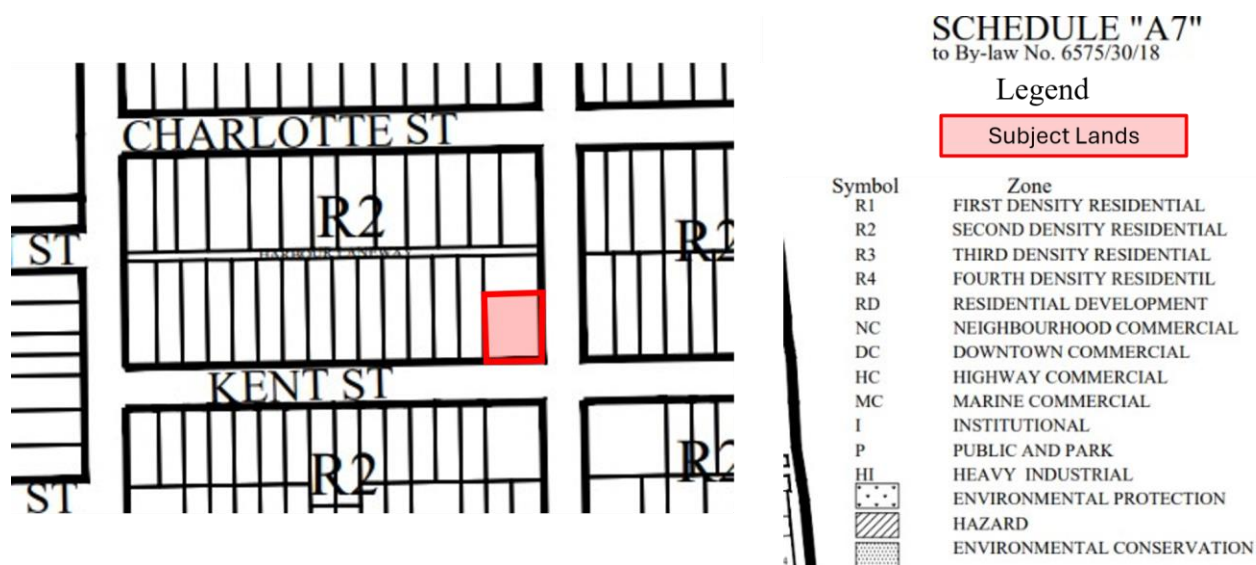 SCHEDULE "A7"
to By-law No. 6575/30/18
Legend
Subject Lands
Symbol Zone
R1 FIRST DENSITY RESIDENTIAL
R2 SECOND DENSITY RESIDENTIAL
R3 THIRD DENSITY RESIDENTIAL
R4 FOURTH DENSITY RESIDENTIL
RD RESIDENTIAL DEVELOPMENT
NC NEIGHBOURHOOD COMMERCIAL
DC DOWNTOWN COMMERCIAL
HC HIGHWAY COMMERCIAL
MC MARINE COMMERCIAL
I INSTITUTIONAL
P PUBLIC AND PARK
HI HEAVY INDUSTRIAL
ENVIRONMENTAL PROTECTION
HAZARD
ENVIRONMENTAL CONSERVATION
CHARLOTTE ST
R2
R2
ST
HARBOUR LANEWAY
KENT ST
R2
R2
ST